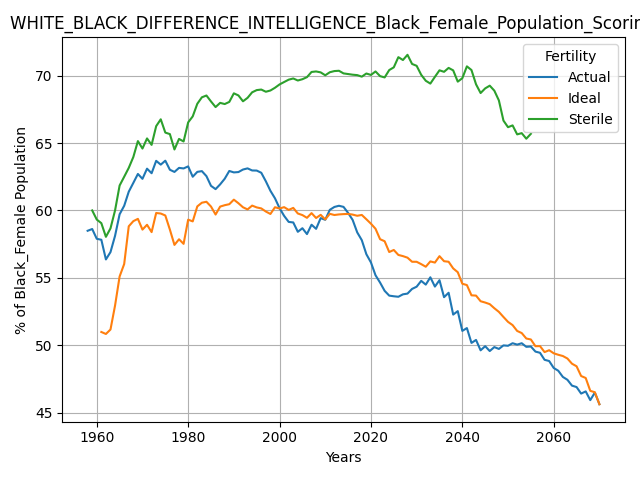 WHITE_BLACK_DIFFERENCE_INTELLIGENCE_Black_Female_Population_Scorin
Fertility
Actual
Ideal
Sterile
% of Black_Female Population
70
65
60
55
50
45
1960
1980
2000
2020
2040
2060
Years